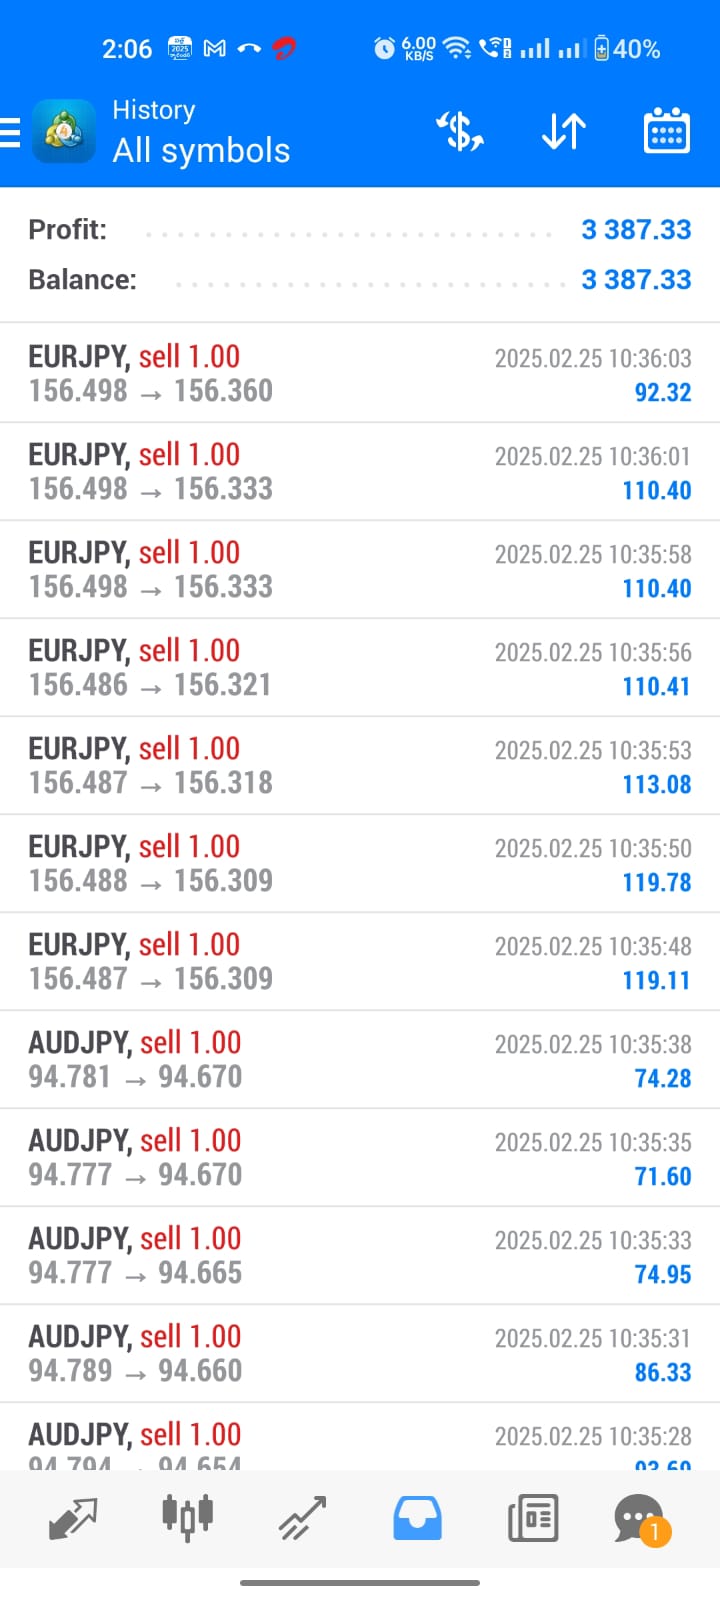 2:06
6.00
KB/S
40%
History
All symbols
Profit: 3 387.33
Balance: 3 387.33
EURJPY, sell 1.00 2025.02.25 10:36:03
156.498 → 156.360 92.32
EURJPY, sell 1.00 2025.02.25 10:36:01
156.498 → 156.333 110.40
EURJPY, sell 1.00 2025.02.25 10:35:58
156.498 → 156.333 110.40
EURJPY, sell 1.00 2025.02.25 10:35:56
156.486 → 156.321 110.41
EURJPY, sell 1.00 2025.02.25 10:35:53
156.487 → 156.318 113.08
EURJPY, sell 1.00 2025.02.25 10:35:50
156.488 → 156.309 119.78
EURJPY, sell 1.00 2025.02.25 10:35:48
156.487 → 156.309 119.11
AUDJPY, sell 1.00 2025.02.25 10:35:38
94.781 → 94.670 74.28
AUDJPY, sell 1.00 2025.02.25 10:35:35
94.777 → 94.670 71.60
AUDJPY, sell 1.00 2025.02.25 10:35:33
94.777 → 94.665 74.95
AUDJPY, sell 1.00 2025.02.25 10:35:31
94.789 → 94.660 86.33
AUDJPY, sell 1.00 2025.02.25 10:35:28
1